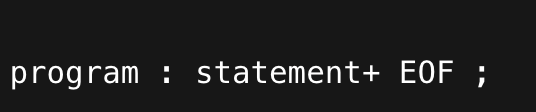 program : statement+ EOF ;